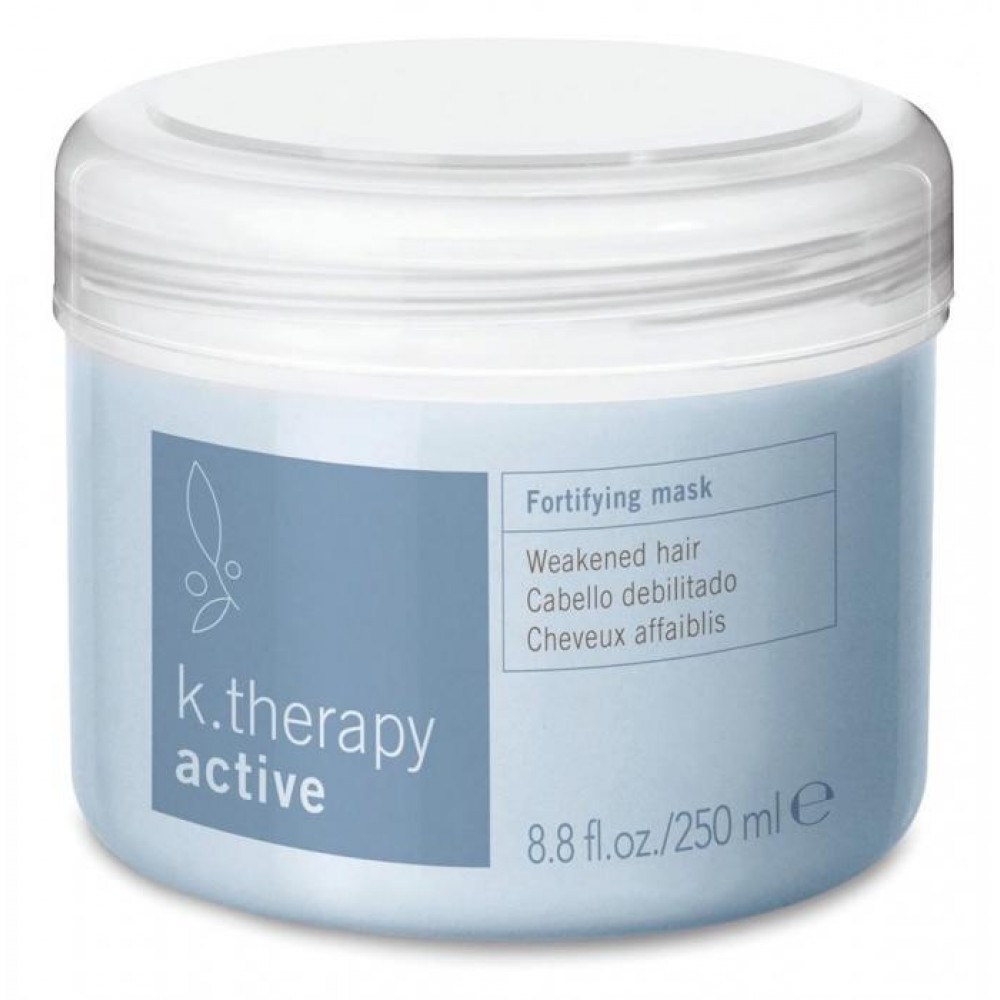 k.therapy
active
Fortifying mask
Weakened hair
Cabello debilitado
Cheveux affaiblis
8.8 fl.oz./250 ml ℮